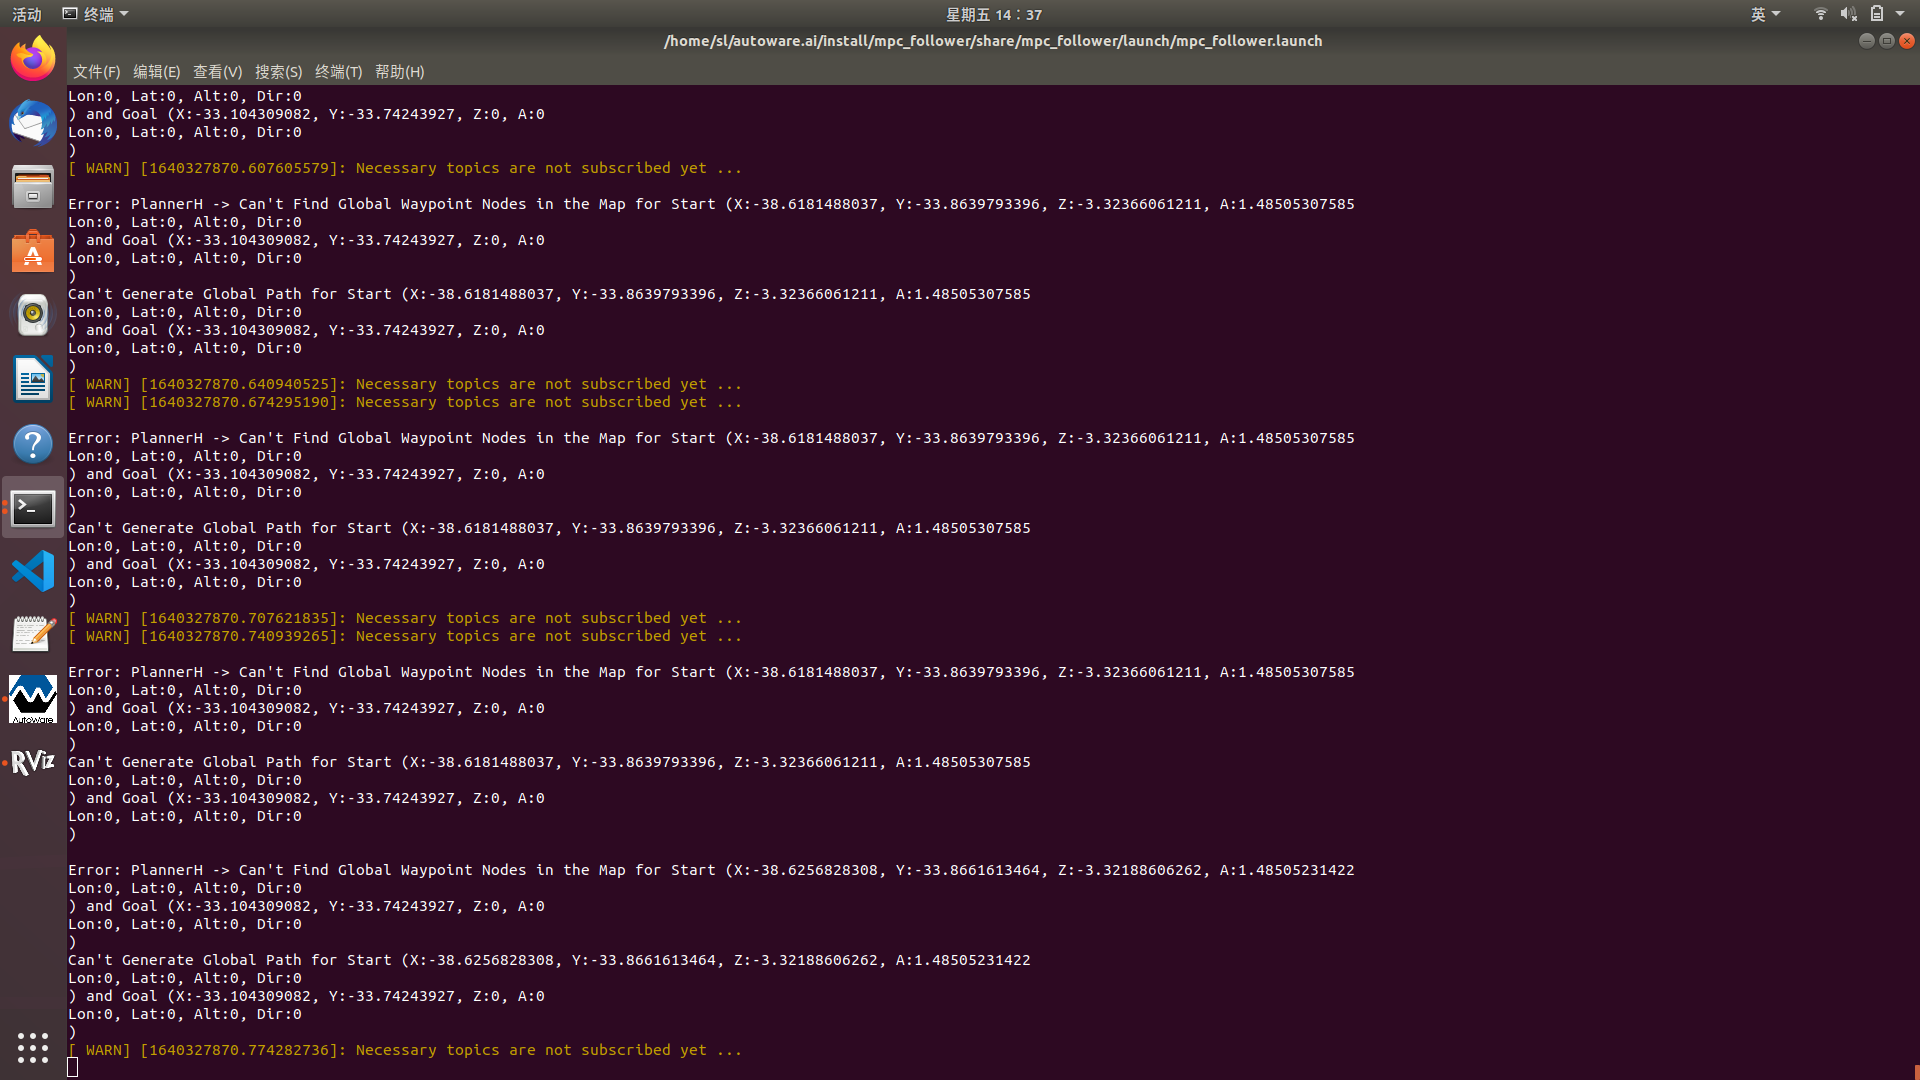 活动
终端
星期五 14：37
英
/home/sl/autoware.ai/install/mpc_follower/share/mpc_follower/launch/mpc_follower.launch
文件(F) 编辑(E) 查看(V) 搜索(S) 终端(T) 帮助(H)
Lon:0, Lat:0, Alt:0, Dir:0
) and Goal (X:-33.104309082, Y:-33.74243927, Z:0, A:0
Lon:0, Lat:0, Alt:0, Dir:0
)
[ WARN] [1640327870.607605579]: Necessary topics are not subscribed yet ...
Error: PlannerH -> Can't Find Global Waypoint Nodes in the Map for Start (X:-38.6181488037, Y:-33.8639793396, Z:-3.32366061211, A:1.48505307585
Lon:0, Lat:0, Alt:0, Dir:0
) and Goal (X:-33.104309082, Y:-33.74243927, Z:0, A:0
Lon:0, Lat:0, Alt:0, Dir:0
)
Can't Generate Global Path for Start (X:-38.6181488037, Y:-33.8639793396, Z:-3.32366061211, A:1.48505307585
Lon:0, Lat:0, Alt:0, Dir:0
) and Goal (X:-33.104309082, Y:-33.74243927, Z:0, A:0
Lon:0, Lat:0, Alt:0, Dir:0
)
[ WARN] [1640327870.640940525]: Necessary topics are not subscribed yet ...
[ WARN] [1640327870.674295190]: Necessary topics are not subscribed yet ...
Error: PlannerH -> Can't Find Global Waypoint Nodes in the Map for Start (X:-38.6181488037, Y:-33.8639793396, Z:-3.32366061211, A:1.48505307585
Lon:0, Lat:0, Alt:0, Dir:0
) and Goal (X:-33.104309082, Y:-33.74243927, Z:0, A:0
Lon:0, Lat:0, Alt:0, Dir:0
)
Can't Generate Global Path for Start (X:-38.6181488037, Y:-33.8639793396, Z:-3.32366061211, A:1.48505307585
Lon:0, Lat:0, Alt:0, Dir:0
) and Goal (X:-33.104309082, Y:-33.74243927, Z:0, A:0
Lon:0, Lat:0, Alt:0, Dir:0
)
[ WARN] [1640327870.707621835]: Necessary topics are not subscribed yet ...
[ WARN] [1640327870.740939265]: Necessary topics are not subscribed yet ...
Error: PlannerH -> Can't Find Global Waypoint Nodes in the Map for Start (X:-38.6181488037, Y:-33.8639793396, Z:-3.32366061211, A:1.48505307585
Lon:0, Lat:0, Alt:0, Dir:0
) and Goal (X:-33.104309082, Y:-33.74243927, Z:0, A:0
Lon:0, Lat:0, Alt:0, Dir:0
)
Can't Generate Global Path for Start (X:-38.6181488037, Y:-33.8639793396, Z:-3.32366061211, A:1.48505307585
Lon:0, Lat:0, Alt:0, Dir:0
) and Goal (X:-33.104309082, Y:-33.74243927, Z:0, A:0
Lon:0, Lat:0, Alt:0, Dir:0
)
Error: PlannerH -> Can't Find Global Waypoint Nodes in the Map for Start (X:-38.6256828308, Y:-33.8661613464, Z:-3.32188606262, A:1.48505231422
Lon:0, Lat:0, Alt:0, Dir:0
) and Goal (X:-33.104309082, Y:-33.74243927, Z:0, A:0
Lon:0, Lat:0, Alt:0, Dir:0
)
Can't Generate Global Path for Start (X:-38.6256828308, Y:-33.8661613464, Z:-3.32188606262, A:1.48505231422
Lon:0, Lat:0, Alt:0, Dir:0
) and Goal (X:-33.104309082, Y:-33.74243927, Z:0, A:0
Lon:0, Lat:0, Alt:0, Dir:0
)
[ WARN] [1640327870.774282736]: Necessary topics are not subscribed yet ...
AutoWare
RViz